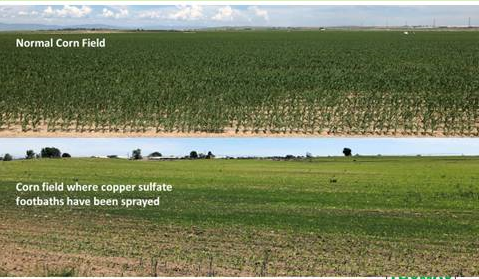 Normal Corn Field
Corn field where copper sulfate
footbaths have been sprayed